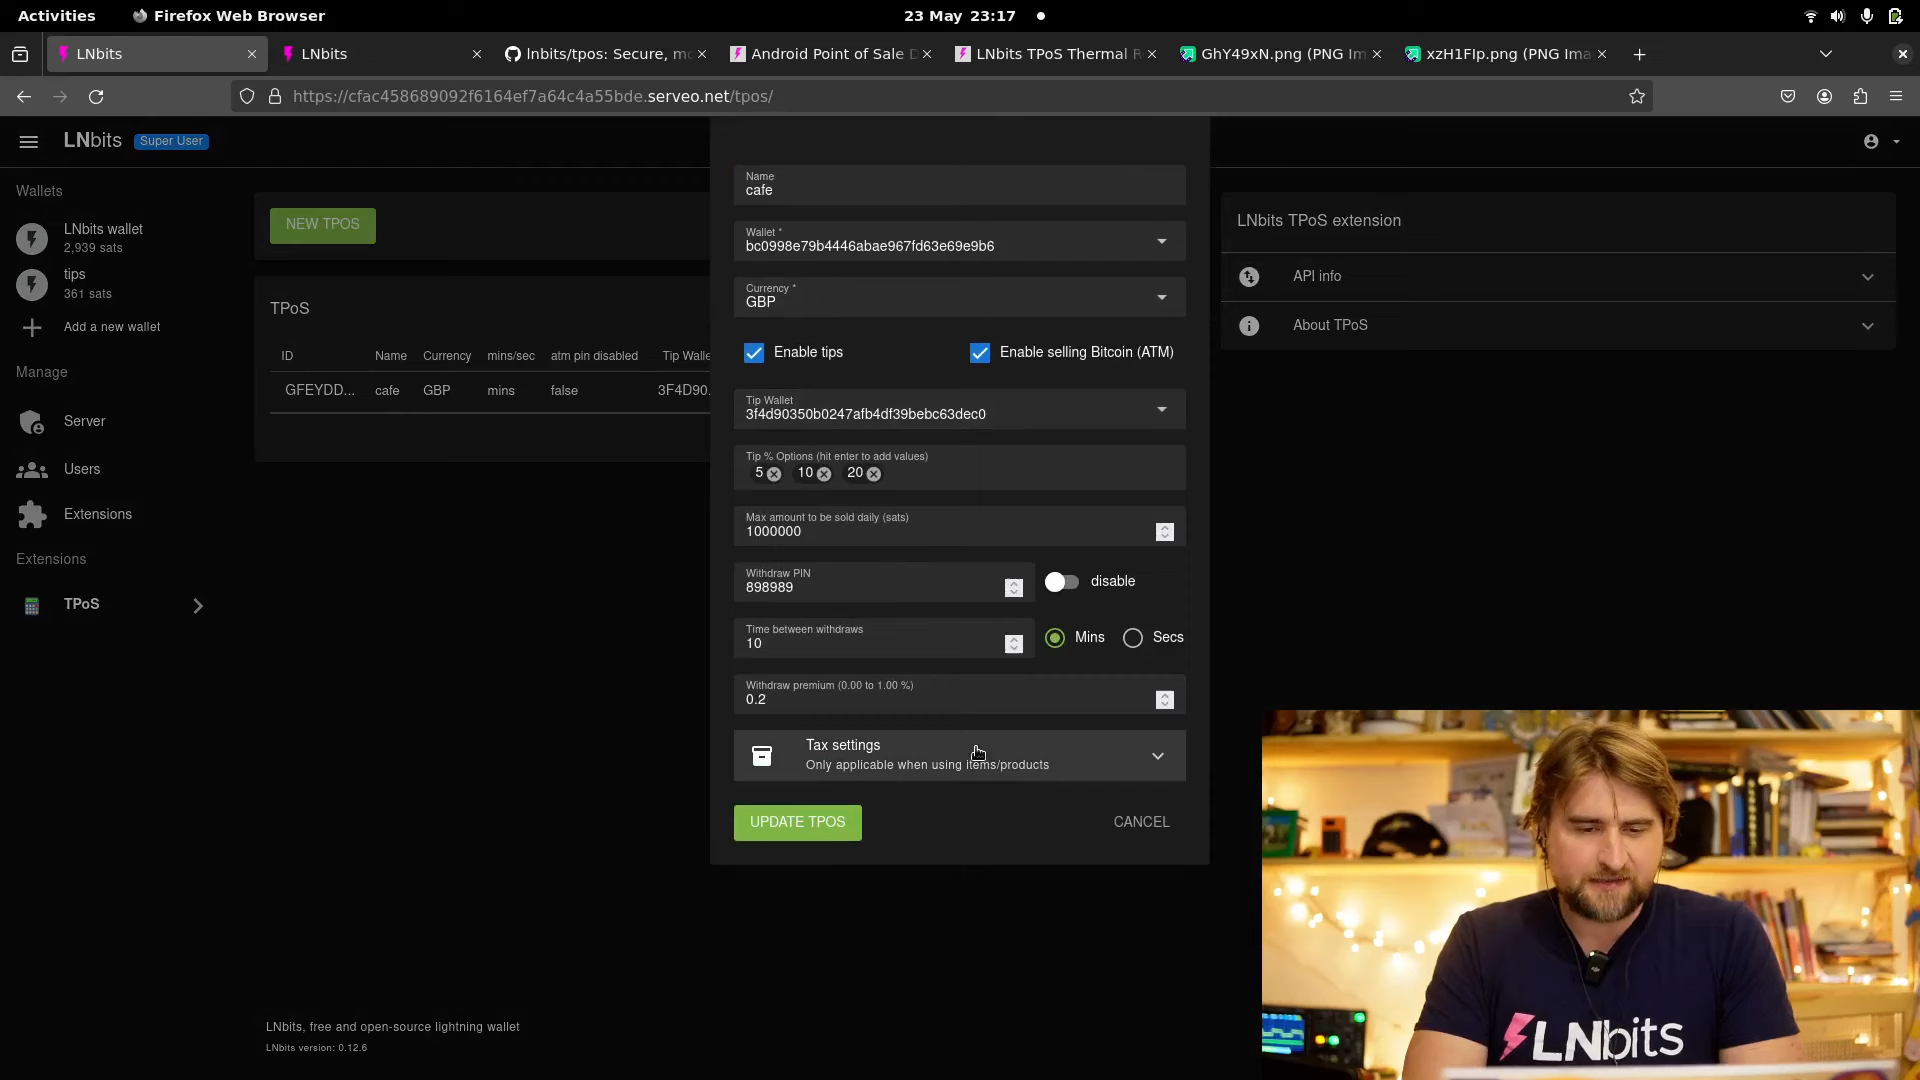 Activities
Firefox Web Browser
23 May 23:17
LNbits
LNbits
lnbits/tpos: Secure, mo
Android Point of Sale D
LNbits TPoS Thermal R
GhY49xN.png (PNG Im
xzH1FIp.png (PNG Ima
https://cfac458689092f6164ef7a64c4a55bde.serveo.net/tpos/
LNbits
Super User
Wallets
LNbits wallet
2,939 sats
tips
361 sats
Add a new wallet
Manage
Server
Users
Extensions
Extensions
TPoS
NEW TPOS
TPoS
ID Name Currency mins/sec atm pin disabled Tip Walle
GFEYDD... cafe GBP mins false 3F4D90.
Name
cafe
Wallet *
bc0998e79b4446abae967fd63e69e9b6
Currency *
GBP
Enable tips
Enable selling Bitcoin (ATM)
Tip Wallet
3f4d90350b0247afb4df39bebc63dec0
Tip % Options (hit enter to add values)
5 10 20
Max amount to be sold daily (sats)
1000000
Withdraw PIN
898989
disable
Time between withdraws
10
Mins Secs
Withdraw premium (0.00 to 1.00 %)
0.2
Tax settings
Only applicable when using items/products
UPDATE TPOS
CANCEL
LNbits TPoS extension
API info
About TPoS
LNbits, free and open-source lightning wallet
LNbits version: 0.12.6
LNbits